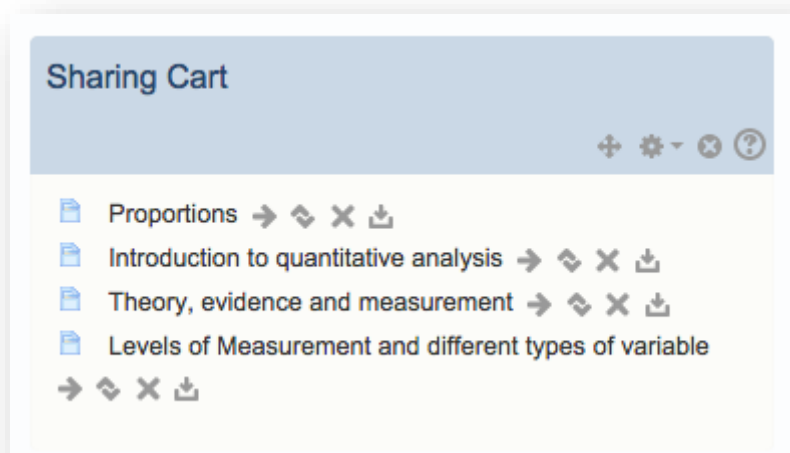 Sharing Cart
Proportions
Introduction to quantitative analysis
Theory, evidence and measurement
Levels of Measurement and different types of variable